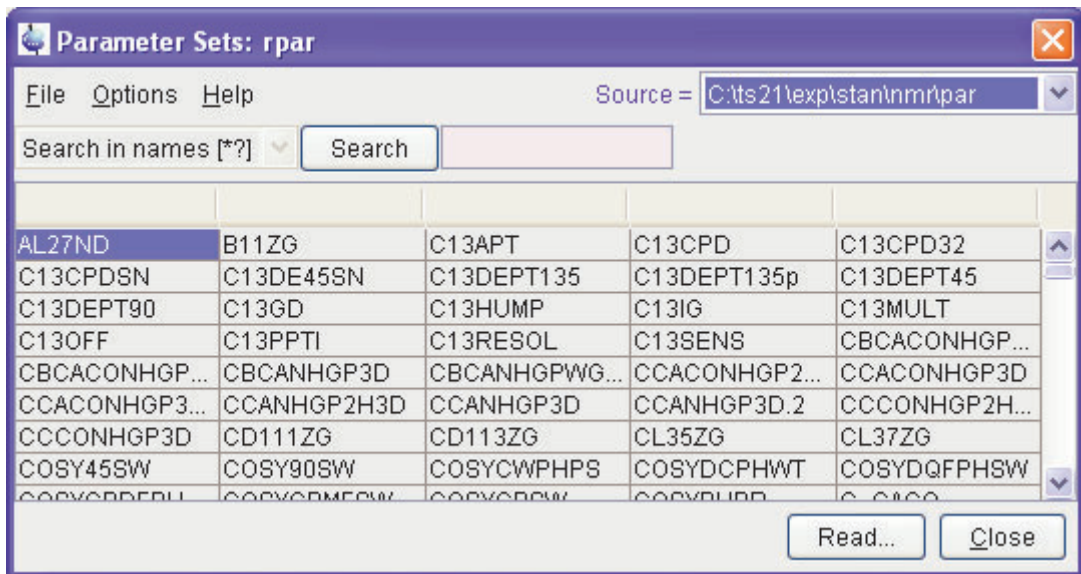 Parameter Sets: rpar
File Options Help Source = C:\ts21\exp\stan\nmr\par
Search in names [*?] Search
AL27ND B11ZG C13APT C13CPD C13CPD32
C13CPDSN C13DE45SN C13DEPT135 C13DEPT135p C13DEPT45
C13DEPT90 C13GD C13HUMP C13IG C13MULT
C13OFF C13PPTI C13RESOL C13SENS CBCACONHGP...
CBCACONHGP... CBCANHGP3D CBCANHGPWG... CCACONHGP2... CCACONHGP3D
CCACONHGP3... CCANHGP2H3D CCANHGP3D CCANHGP3D.2 CCCONHGP2H...
CCCONHGP3D CD111ZG CD113ZG CL35ZG CL37ZG
COSY45SW COSY90SW COSYCWPHPS COSYDCPHWT COSYDQFPHSW
Read... Close